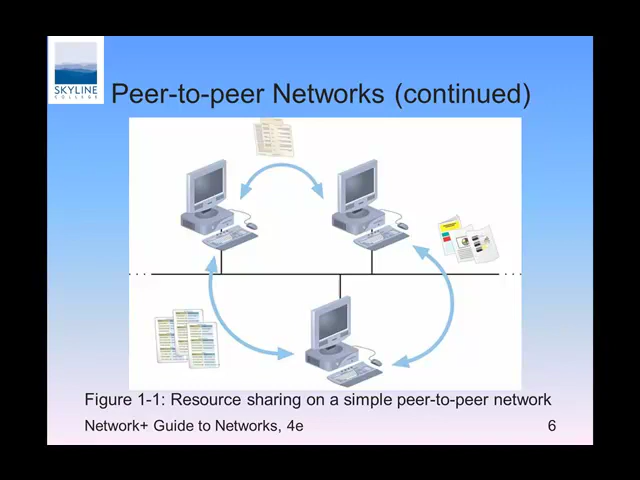 SKYLINE
COLLEGE
Peer-to-peer Networks (continued)
Figure 1-1: Resource sharing on a simple peer-to-peer network
Network+ Guide to Networks, 4e
6